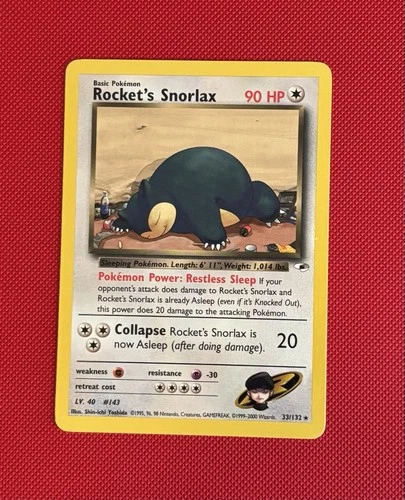 Basic Pokémon
Rocket's Snorlax 90 HP
Sleeping Pokémon. Length: 6' 11", Weight: 1,014 lbs.
Pokémon Power: Restless Sleep If your
opponent's attack does damage to Rocket's Snorlax and
Rocket's Snorlax is already Asleep (even if it's Knocked Out),
this power does 20 damage to the attacking Pokémon.
Collapse Rocket's Snorlax is
now Asleep (after doing damage). 20
weakness resistance -30
retreat cost
LV. 40 #143
Illus. Shin-ichi Yoshida ©1995, 96, 98 Nintendo, Creatures, GAMEFREAK. ©1999-2000 Wizards. 33/132 ★